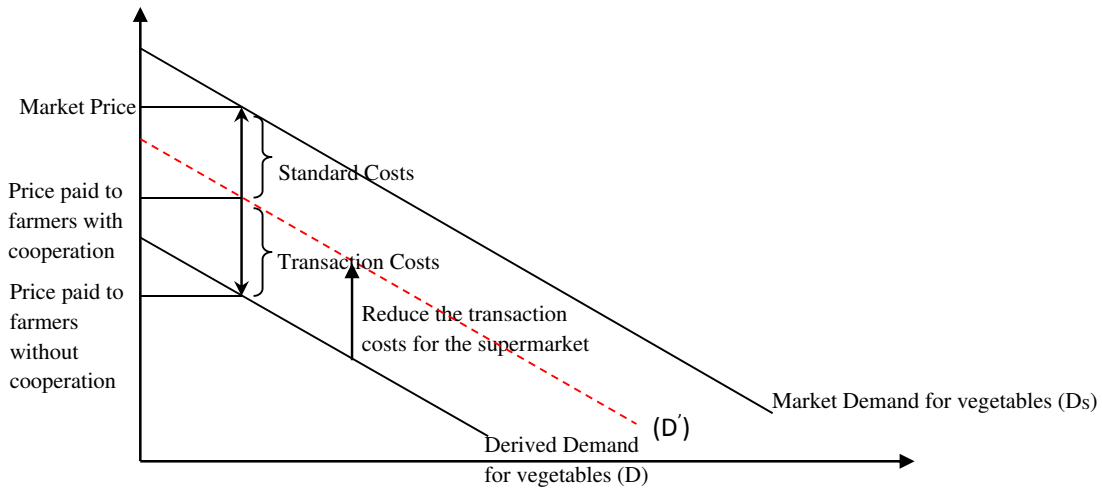 Market Price
Standard Costs
Price paid to
farmers with
cooperation
Transaction Costs
Price paid to
farmers
without
cooperation
Reduce the transaction
costs for the supermarket
Market Demand for vegetables (Ds)
(D′)
Derived Demand
for vegetables (D)